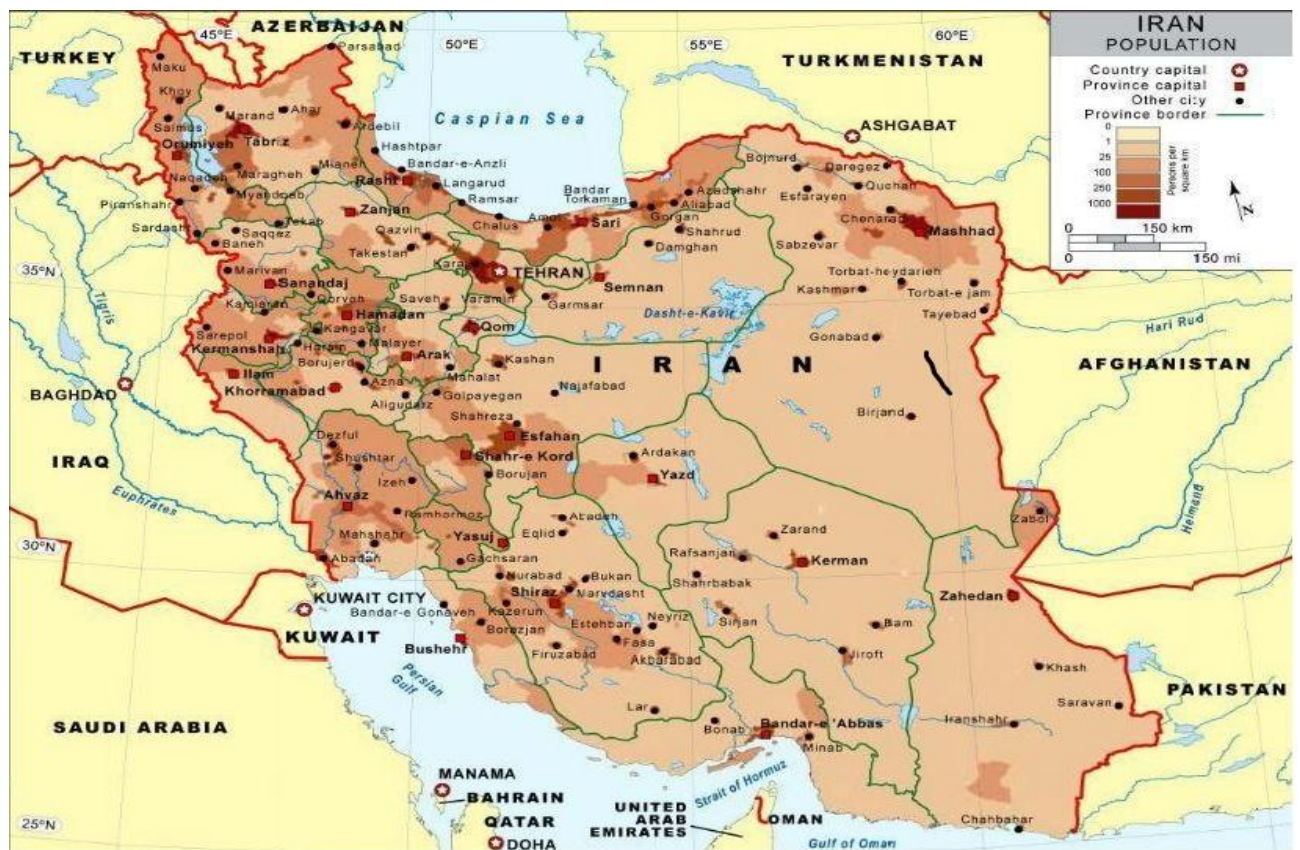 IRAN
POPULATION
Country capital
Province capital
Other city
Province border
0
1
25
100
250
1000
Persons per
square km
N
0
150 km
0
150 mi
45°E
50°E
55°E
60°E
35°N
30°N
25°N
TURKEY
AZERBAIJAN
TURKMENISTAN
Caspian Sea
ASHGABAT
Parsabad
Maku
Khoy
Marand
Ahar
Ardebil
Orumiyeh
Tabriz
Hashtpar
Bandar-e-Anzli
Mianeh
Maragheh
Rasht
Langarud
Naqadeh
Myandoab
Piranshahr
Ramsar
Zanjan
Chalus
Amol
Sari
Bandar
Torkaman
Gorgan
Aliabad
Azadshahr
Bojnurd
Daregez
Esfarayen
Quchan
Chenaran
Mashhad
Sardasht
Baneh
Saqqez
Tekab
Qazvin
Takestan
Karaj
TEHRAN
Damghan
Shahrud
Sabzevar
Marivan
Sanandaj
Qorveh
Saveh
Varamin
Garmsar
Semnan
Kashmar
Torbat-heydarieh
Torbat-e jam
Tayebad
Hamadan
Qom
Dasht-e-Kavir
Gonabad
Hari Rud
Tigris
Sarepol
Kermanshah
Kangavar
Malayer
Arak
Kashan
IRAN
AFGHANISTAN
Ilam
Borujerd
Mahalat
Najafabad
BAGHDAD
Khorramabad
Azna
Aligudarz
Golpayegan
Birjand
Shahreza
Esfahan
Dezful
Shushtar
Shahr-e Kord
Ardakan
IRAQ
Borujan
Yazd
Izeh
Euphrates
Ahvaz
Ramhormoz
Abadeh
Zabol
Helmand
Mahshahr
Yasuj
Eqlid
Zarand
Abadan
Gachsaran
Rafsanjan
Kerman
Nurabad
Bukan
Shahrbabak
KUWAIT CITY
Shiraz
Marvdasht
Zahedan
Bandar-e Gonaveh
Kazerun
Neyriz
Sirjan
Bam
KUWAIT
Borazjan
Estehban
Fasa
Bushehr
Firuzabad
Akbarabad
Jiroft
Khash
Persian
Gulf
PAKISTAN
SAUDI ARABIA
Lar
Bonab
Bandar-e 'Abbas
Iranshahr
Saravan
Minab
MANAMA
BAHRAIN
Strait of Hormuz
QATAR
DOHA
UNITED
ARAB
EMIRATES
OMAN
Chahbahar
Gulf of Oman